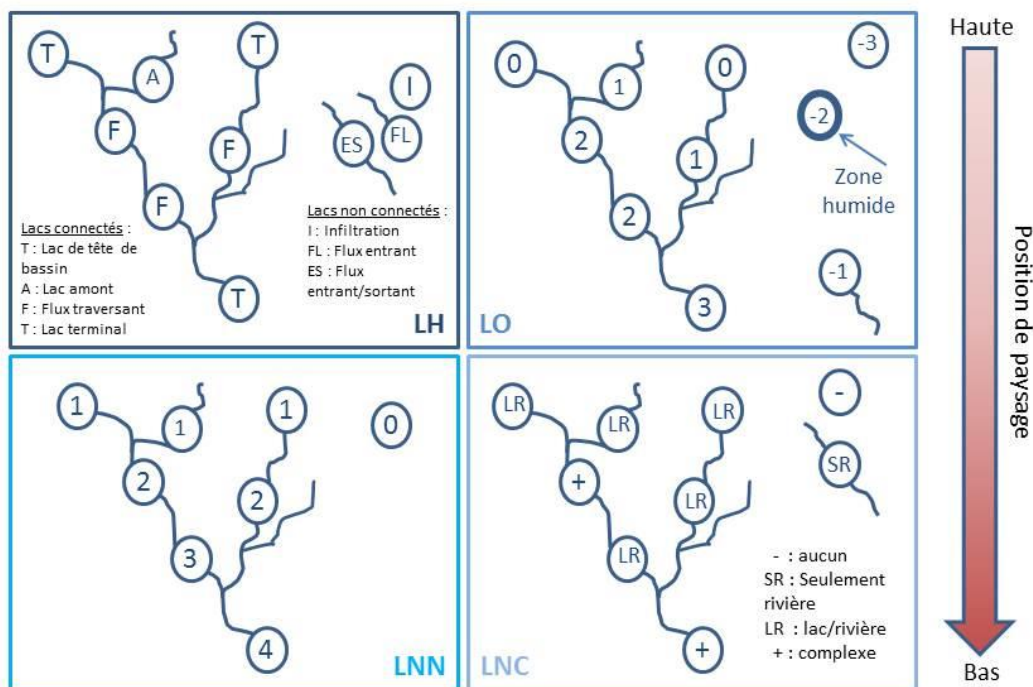 T
T
A
I
F
F
ES
FL
F
T
Lacs connectés :
T : Lac de tête de
bassin
A : Lac amont
F : Flux traversant
T : Lac terminal
Lacs non connectés :
I : Infiltration
FL : Flux entrant
ES : Flux
entrant/sortant
LH
0
1
0
-3
-2
2
1
Zone
humide
2
-1
3
LO
1
1
1
0
2
2
3
4
LNN
LR
LR
LR
-
+
LR
SR
LR
+
- : aucun
SR : Seulement
rivière
LR : lac/rivière
+ : complexe
LNC
Haute
Position de paysage
Bas